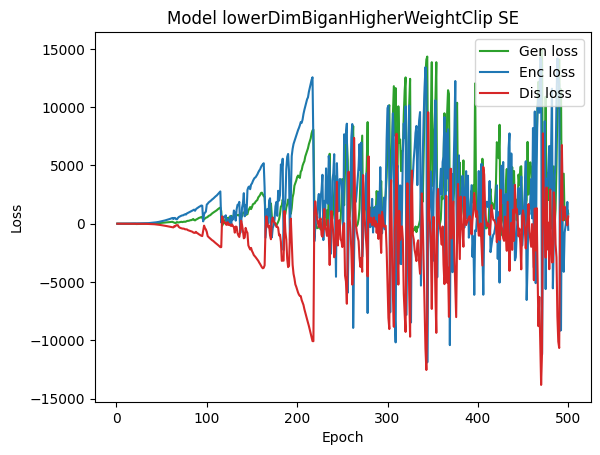 Model lowerDimBiganHigherWeightClip SE
Gen loss
Enc loss
Dis loss
15000
10000
5000
0
−5000
−10000
−15000
Loss
0 100 200 300 400 500
Epoch